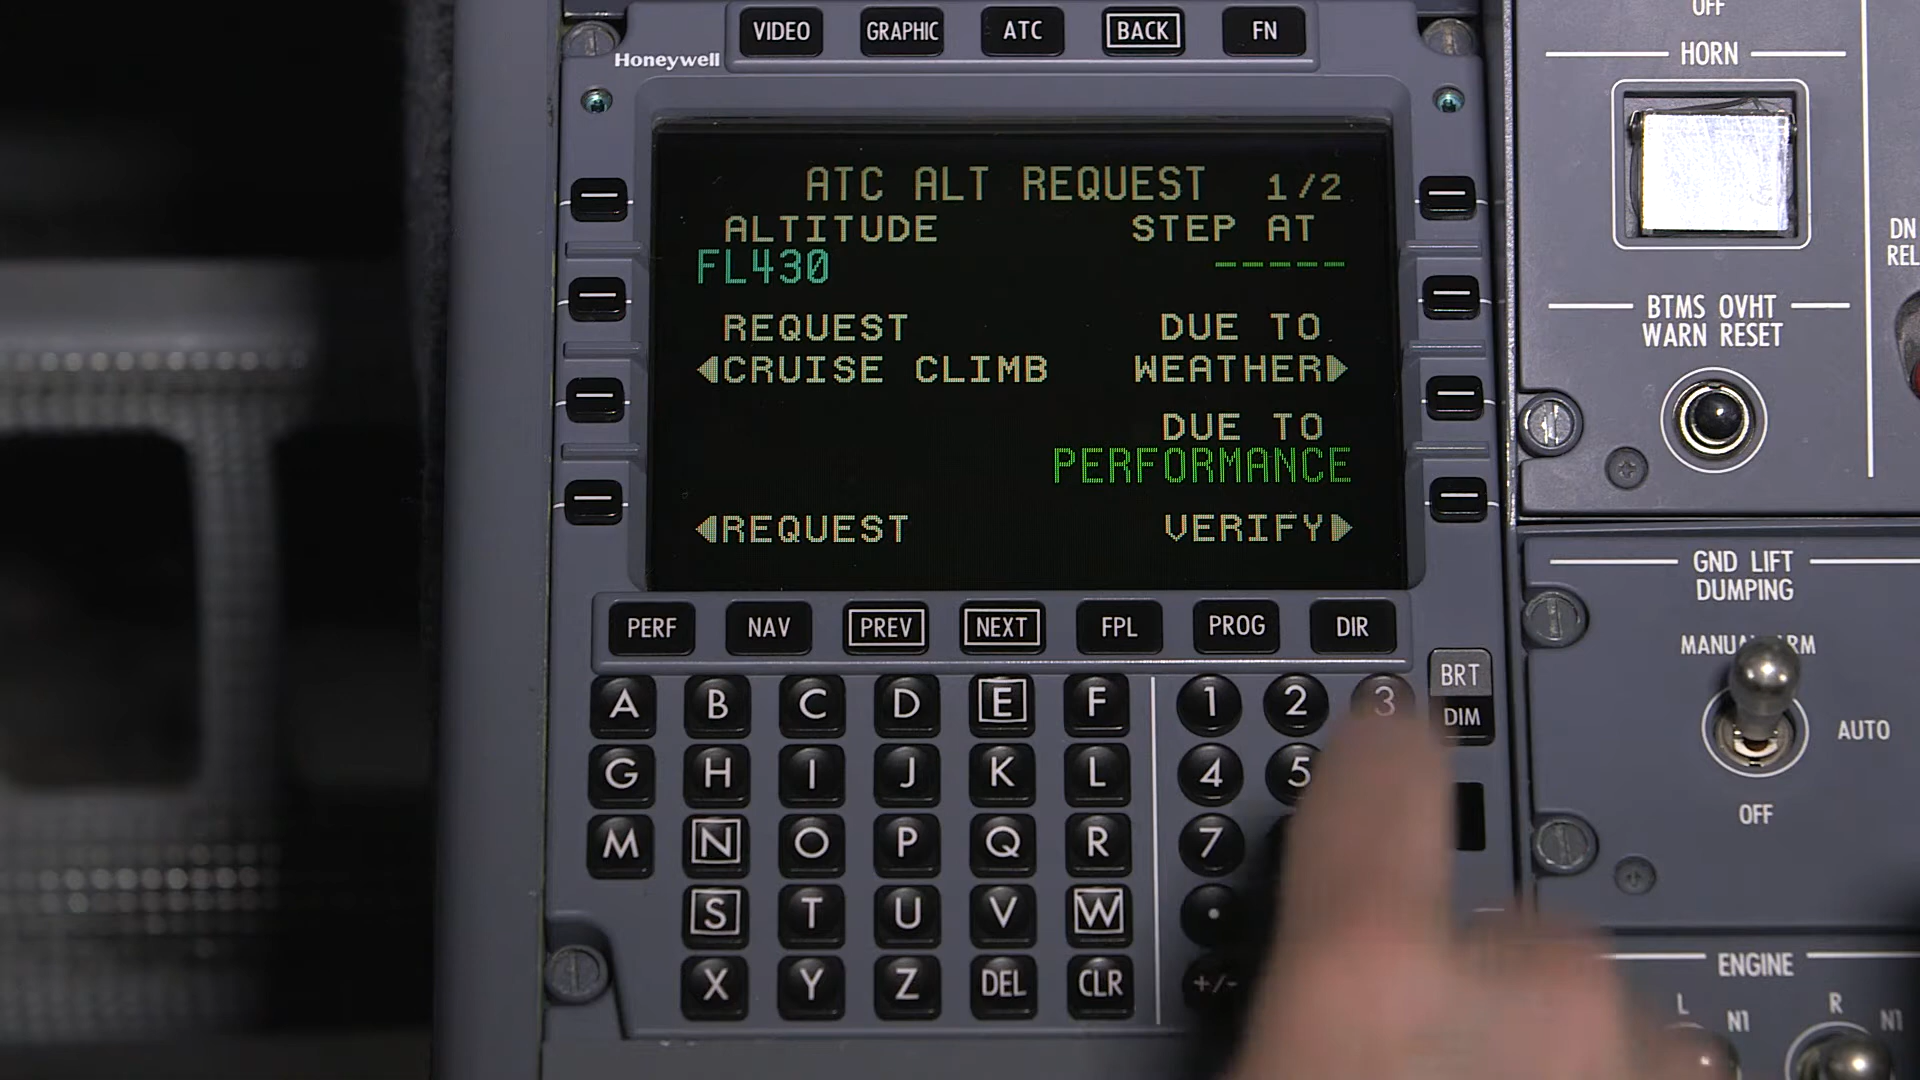 VIDEO GRAPHIC ATC BACK FN
Honeywell
ATC ALT REQUEST 1/2
ALTITUDE STEP AT
FL430 -----
REQUEST DUE TO
CRUISE CLIMB WEATHER
DUE TO
PERFORMANCE
REQUEST VERIFY
PERF NAV PREV NEXT FPL PROG DIR
BRT
DIM
A B C D E F 1 2 3
G H I J K L 4 5
M N O P Q R 7
S T U V W .
X Y Z DEL CLR +/-
OFF
HORN
DN
REL
BTMS OVHT
WARN RESET
GND LIFT
DUMPING
AUTO
OFF
ENGINE
L N1 R N1